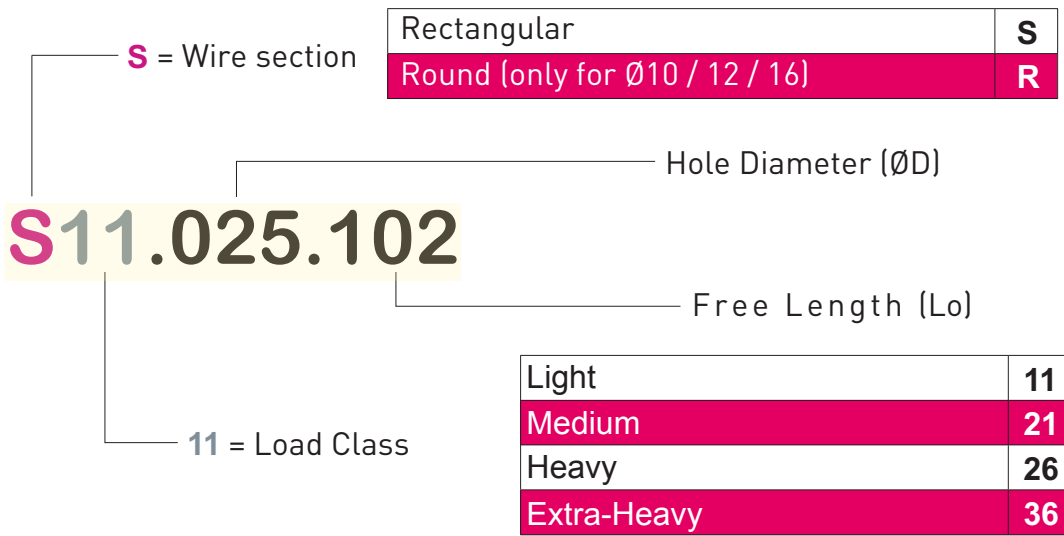 S = Wire section
Rectangular S
Round (only for Ø10 / 12 / 16) R
Hole Diameter (ØD)
S11.025.102
Free Length (Lo)
11 = Load Class
Light 11
Medium 21
Heavy 26
Extra-Heavy 36